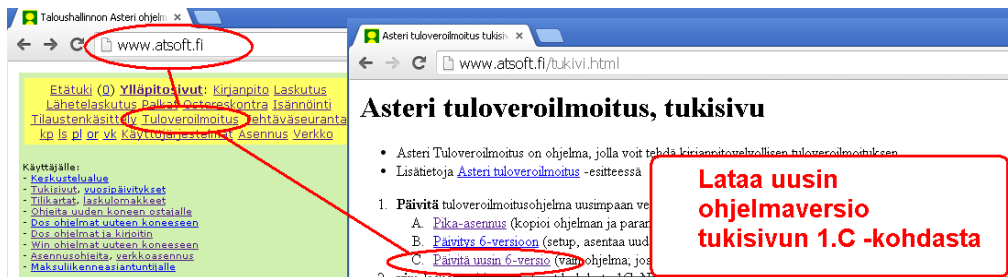 Taloushallinnon Asteri ohjelm
www.atsoft.fi
Etätuki (0) Ylläpitosivut: Kirjanpito Laskutus
Lähetelaskutus Palkat Ostoreskontra Isännöinti
Tilaustenkäsittely Tuloveroilmoitus Tehtäväseuranta
kp ls pl or vk Käyttöjärjestelmät Asennus Verkko
Käyttäjälle:
- Keskustelualue
- Tukisivut, vuosipäivitykset
- Tilikartat, laskulomakkeet
- Ohjeita uuden koneen ostajalle
- Dos ohjelmat uuteen koneeseen
- Dos ohjelmat ja kirjoitin
- Win ohjelmat uuteen koneeseen
- Asennusohjeita, verkkoasennus
- Maksuliikenneasiantuntijalle
Asteri tuloveroilmoitus tukisiv
www.atsoft.fi/tukivi.html
Asteri tuloveroilmoitus, tukisivu
• Asteri Tuloveroilmoitus on ohjelma, jolla voit tehdä kirjanpitovelvollisen tuloveroilmoituksen
• Lisätietoja Asteri tuloveroilmoitus -esitteessä
1. Päivitä tuloveroilmoitusohjelma uusimpaan ve
A. Pika-asennus (kopioi ohjelman ja param
B. Päivitys 6-versioon (setup, asentaa uud
C. Päivitä uusin 6-versio (vain ohjelma; jos
Lataa uusin
ohjelmaversio
tukisivun 1.C -kohdasta